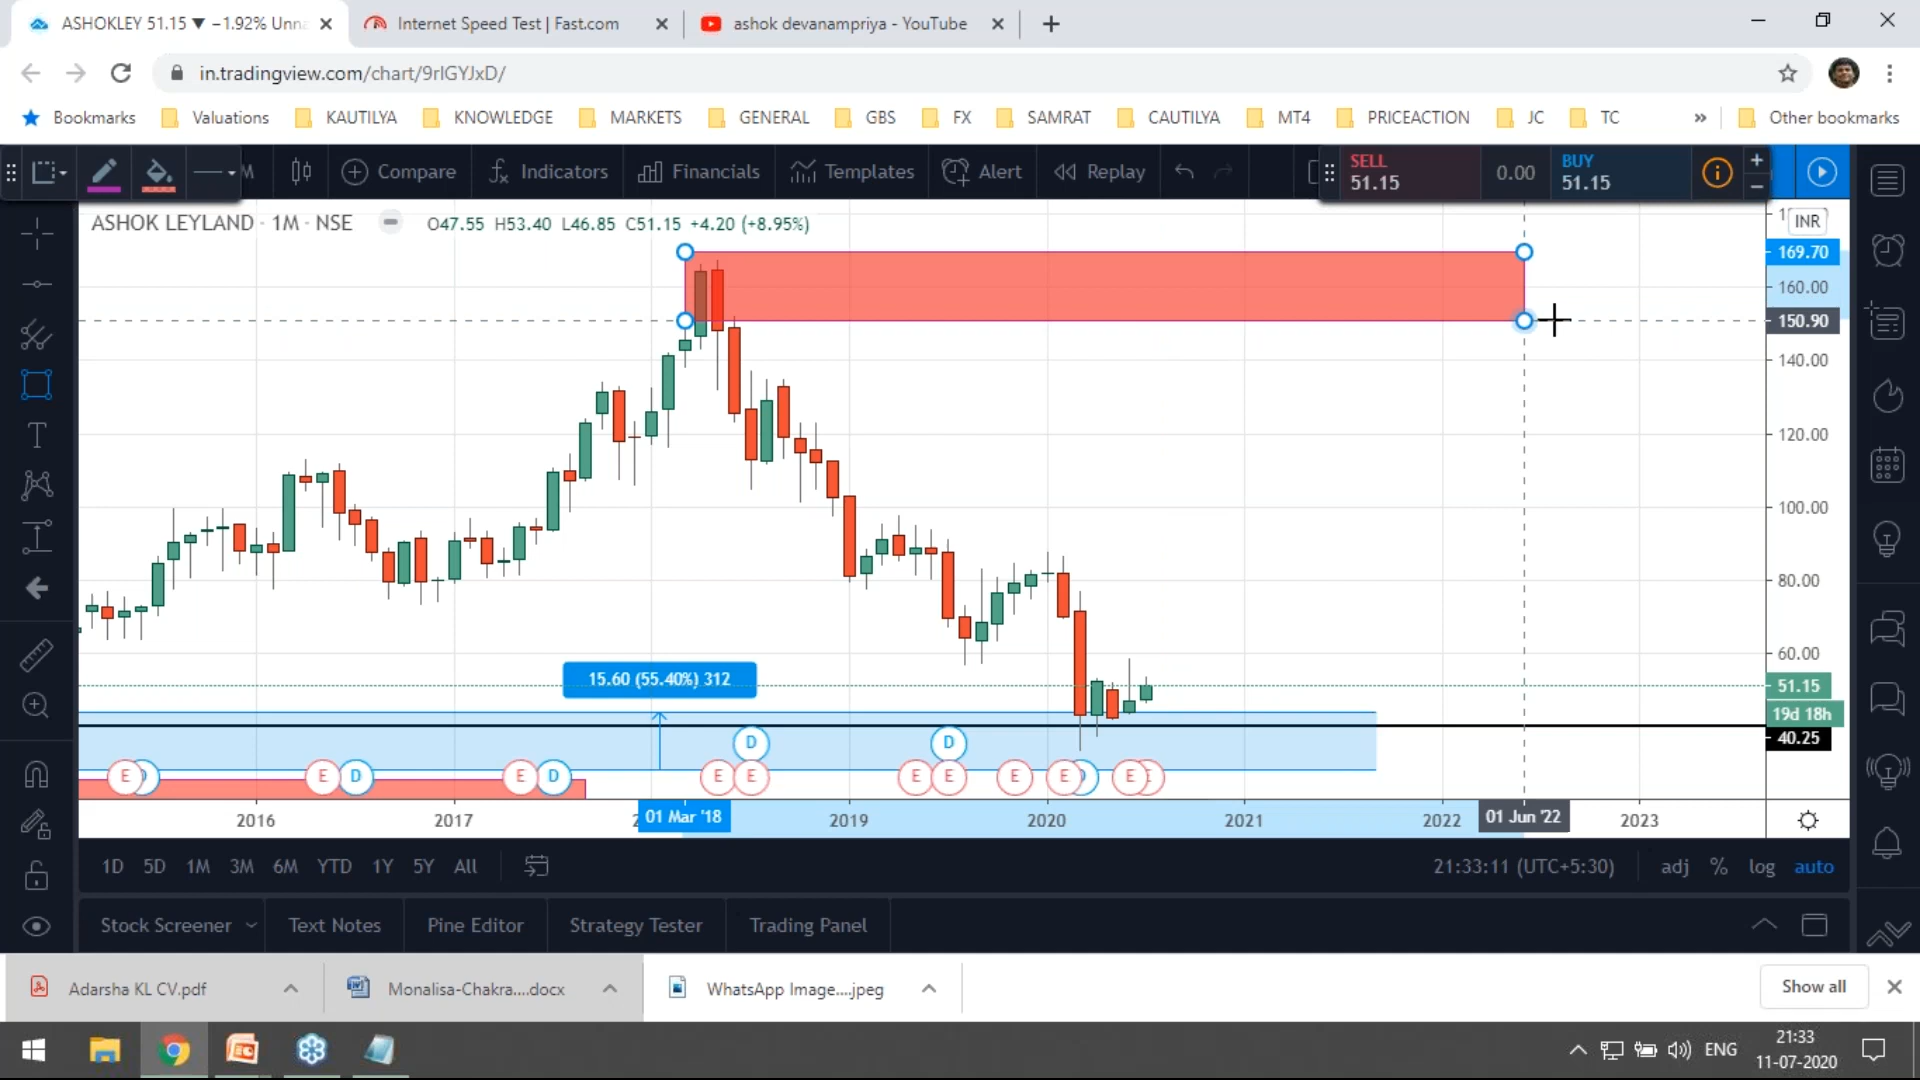 ASHOKLEY 51.15 ▼ −1.92% Unna
Internet Speed Test | Fast.com
ashok devanampriya - YouTube
in.tradingview.com/chart/9rIGYJxD/
Bookmarks
Valuations
KAUTILYA
KNOWLEDGE
MARKETS
GENERAL
GBS
FX
SAMRAT
CAUTILYA
MT4
PRICEACTION
JC
TC
»
Other bookmarks
M
Compare
Indicators
Financials
Templates
Alert
Replay
SELL
51.15
0.00
BUY
51.15
ASHOK LEYLAND · 1M · NSE
O47.55 H53.40 L46.85 C51.15 +4.20 (+8.95%)
INR
169.70
160.00
150.90
140.00
120.00
100.00
80.00
60.00
51.15
19d 18h
40.25
15.60 (55.40%) 312
D
D
E
E
D
E
D
E
E
E
E
E
E
E
2016
2017
01 Mar '18
2019
2020
2021
2022
01 Jun '22
2023
1D
5D
1M
3M
6M
YTD
1Y
5Y
All
21:33:11 (UTC+5:30)
adj
%
log
auto
Stock Screener
Text Notes
Pine Editor
Strategy Tester
Trading Panel
Adarsha KL CV.pdf
Monalisa-Chakra....docx
WhatsApp Image....jpeg
Show all
ENG
21:33
11-07-2020